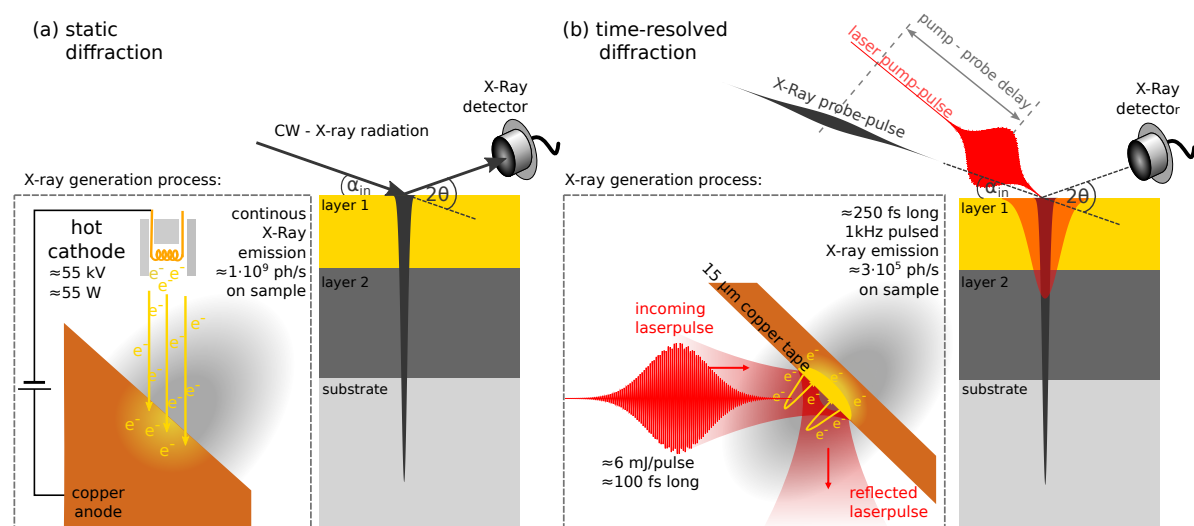 (a) static
diffraction
X-Ray
detector
CW - X-ray radiation
α_in
2θ
X-ray generation process:
hot
cathode
≈55 kV
≈55 W
continous
X-Ray
emission
≈1·10⁹ ph/s
on sample
e⁻ e⁻
e⁻ e⁻
e⁻
e⁻
e⁻
e⁻
e⁻
e⁻
e⁻
e⁻
e⁻
copper
anode
layer 1
layer 2
substrate
(b) time-resolved
diffraction
pump - probe delay
laser pump-pulse
X-Ray probe-pulse
X-Ray
detector
α_in
2θ
X-ray generation process:
≈250 fs long
1kHz pulsed
X-ray emission
≈3·10⁵ ph/s
on sample
15 μm copper tape
incoming
laserpulse
e⁻
e⁻
e⁻
e⁻
e⁻
e⁻
e⁻
e⁻
≈6 mJ/pulse
≈100 fs long
reflected
laserpulse
layer 1
layer 2
substrate